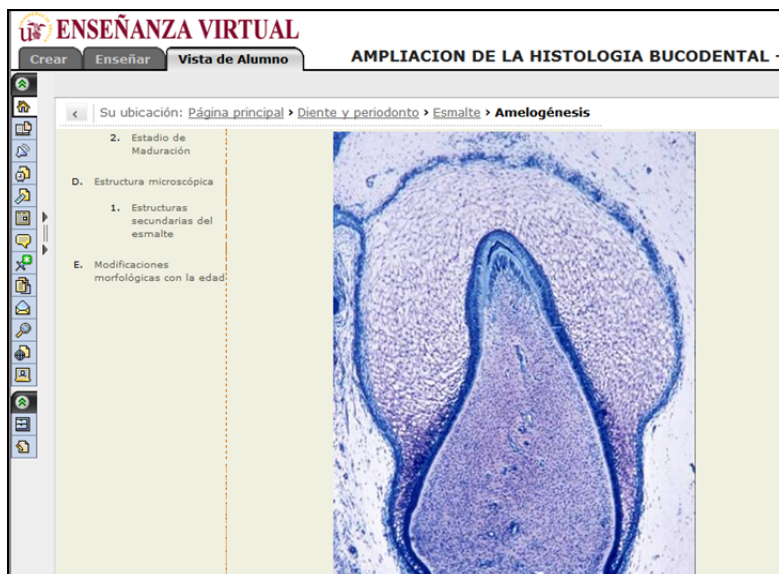 ENSEÑANZA VIRTUAL
Crear Enseñar Vista de Alumno
AMPLIACION DE LA HISTOLOGIA BUCODENTAL -
Su ubicación: Página principal › Diente y periodonto › Esmalte › Amelogénesis
2. Estadio de
Maduración
D. Estructura microscópica
1. Estructuras
secundarias del
esmalte
E. Modificaciones
morfológicas con la edad